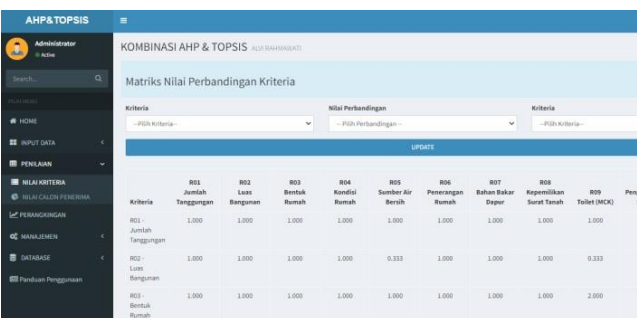 AHP&TOPSIS
Administrator
Active
Search...
HOME
INPUT DATA
PENILAIAN
NILAI KRITERIA
NILAI CALON PENERIMA
PERANGKINGAN
MANAJEMEN
DATABASE
Panduan Penggunaan
KOMBINASI AHP & TOPSIS
Matriks Nilai Perbandingan Kriteria
Kriteria Nilai Perbandingan Kriteria
--Pilih Kriteria-- -- Pilih Perbandingan -- --Pilih Kriteria--
UPDATE
R01 R02 R03 R04 R05 R06 R07 R08
Jumlah Luas Bentuk Kondisi Sumber Air Penerangan Bahan Bakar Kepemilikan R09
Kriteria Tanggungan Bangunan Rumah Rumah Bersih Rumah Dapur Surat Tanah Toilet (MCK)
R01 - 1.000 1.000 1.000 1.000 1.000 1.000 1.000 1.000 1.000
Jumlah
Tanggungan
R02 - 1.000 1.000 1.000 1.000 0.333 1.000 1.000 1.000 0.333
Luas
Bangunan
R03 - 1.000 1.000 1.000 1.000 1.000 1.000 1.000 1.000 2.000
Bentuk
Rumah